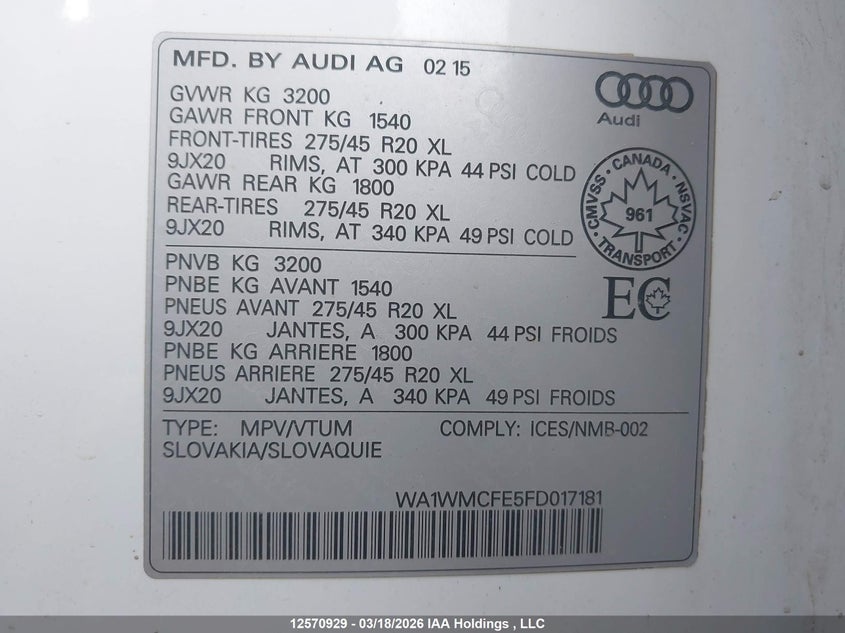 MFD. BY AUDI AG 02 15
Audi
GVWR KG 3200
GAWR FRONT KG 1540
FRONT-TIRES 275/45 R20 XL
9JX20 RIMS, AT 300 KPA 44 PSI COLD
GAWR REAR KG 1800
REAR-TIRES 275/45 R20 XL
9JX20 RIMS, AT 340 KPA 49 PSI COLD
CMVSS · CANADA · NSVAC · TRANSPORT ·
961
PNVB KG 3200
PNBE KG AVANT 1540
PNEUS AVANT 275/45 R20 XL
9JX20 JANTES, A 300 KPA 44 PSI FROIDS
PNBE KG ARRIERE 1800
PNEUS ARRIERE 275/45 R20 XL
9JX20 JANTES, A 340 KPA 49 PSI FROIDS
EC
TYPE: MPV/VTUM COMPLY: ICES/NMB-002
SLOVAKIA/SLOVAQUIE
WA1WMCFE5FD017181
12570929 - 03/18/2026 IAA Holdings , LLC